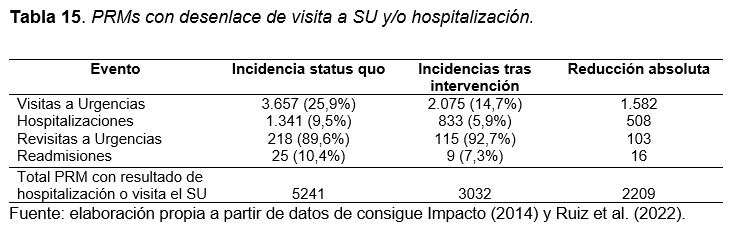 Tabla 15. PRMs con desenlace de visita a SU y/o hospitalización.
Evento Incidencia status quo Incidencias tras intervención Reducción absoluta
Visitas a Urgencias 3.657 (25,9%) 2.075 (14,7%) 1.582
Hospitalizaciones 1.341 (9,5%) 833 (5,9%) 508
Revisitas a Urgencias 218 (89,6%) 115 (92,7%) 103
Readmisiones 25 (10,4%) 9 (7,3%) 16
Total PRM con resultado de
hospitalización o visita el SU 5241 3032 2209
Fuente: elaboración propia a partir de datos de consigue Impacto (2014) y Ruiz et al. (2022).